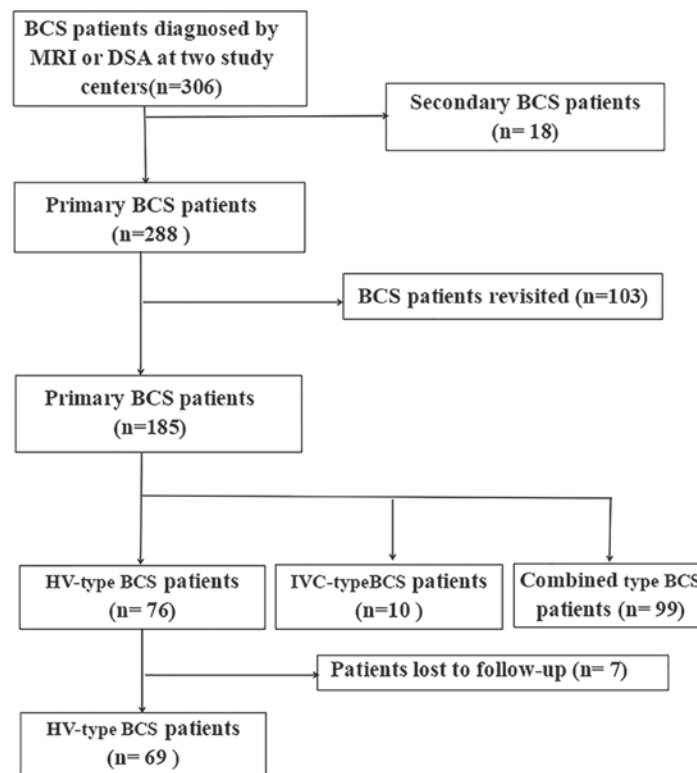 BCS patients diagnosed by
MRI or DSA at two study
centers(n=306)
Secondary BCS patients
(n= 18)
Primary BCS patients
(n=288 )
BCS patients revisited (n=103)
Primary BCS patients
(n=185)
HV-type BCS patients
(n= 76)
IVC-typeBCS patients
(n=10 )
Combined type BCS
patients (n= 99)
Patients lost to follow-up (n= 7)
HV-type BCS patients
(n= 69 )